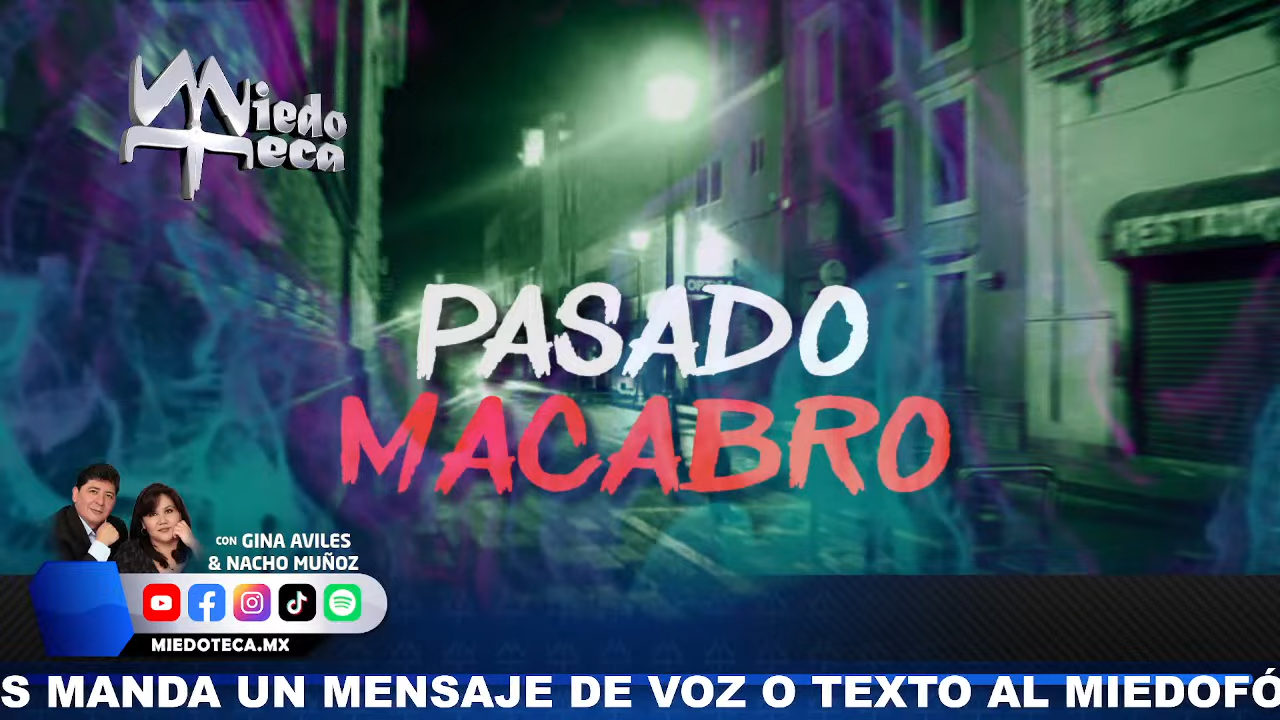 Miedo
Teca
RESTAUR
PASADO
MACABRO
CON GINA AVILES
& NACHO MUÑOZ
MIEDOTECA.MX
S MANDA UN MENSAJE DE VOZ O TEXTO AL MIEDOFÓ